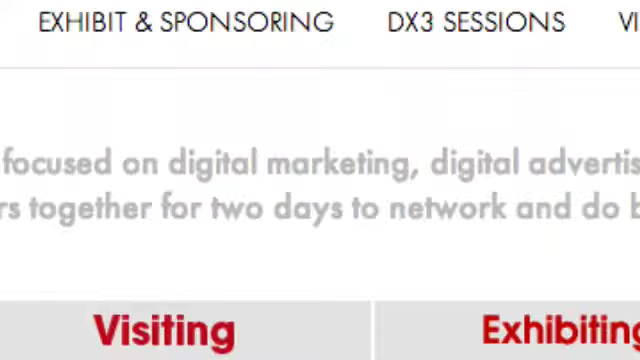 EXHIBIT & SPONSORING DX3 SESSIONS
focused on digital marketing, digital
together for two days to network and do
Visiting Exhibiting